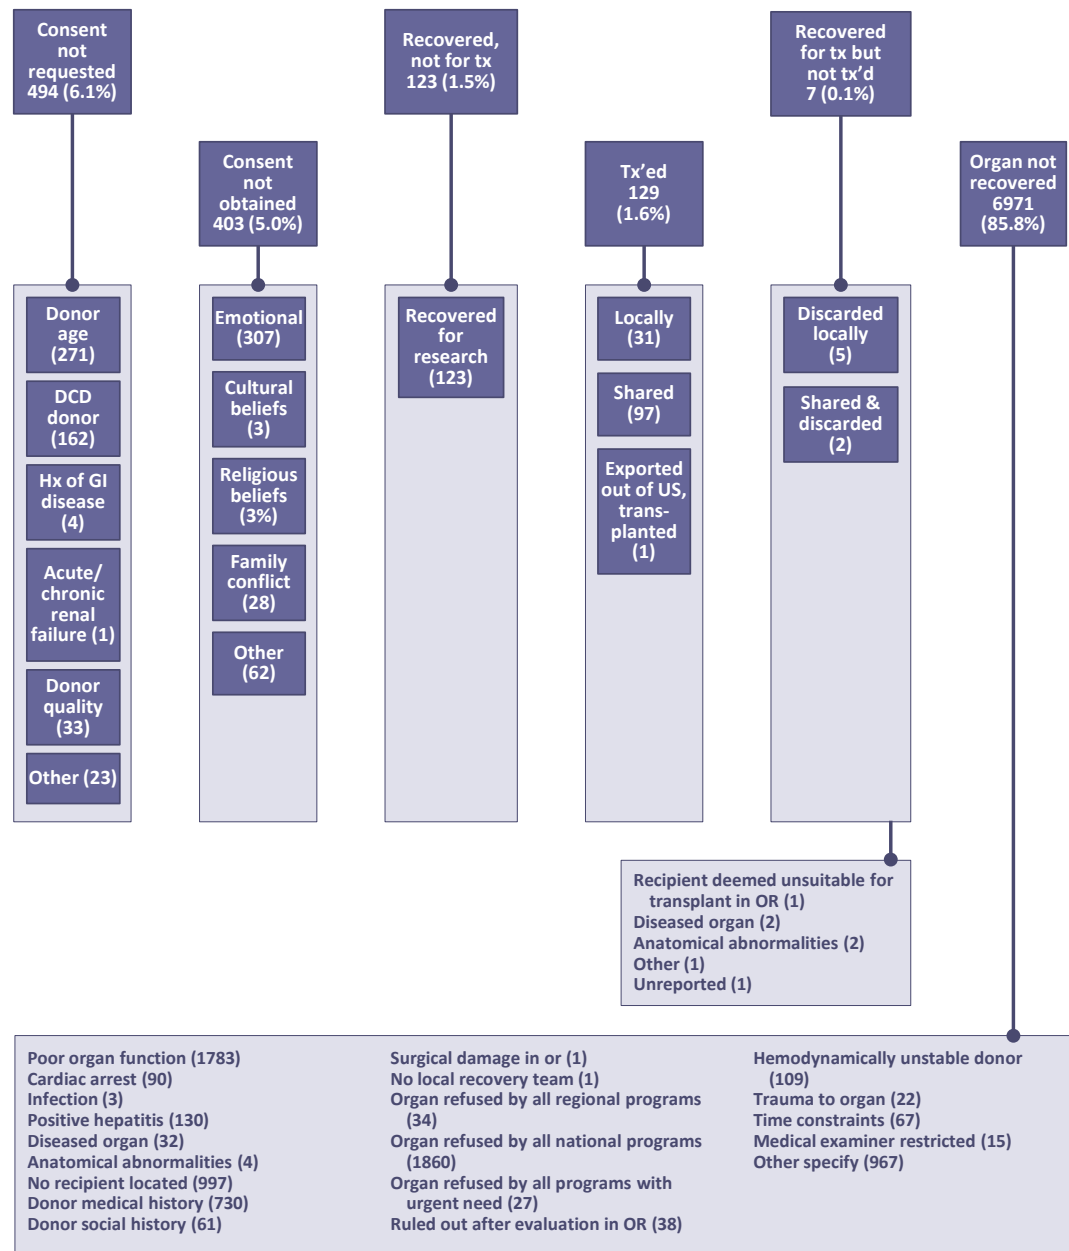 Consent
not
requested
494 (6.1%)
Recovered,
not for tx
123 (1.5%)
Recovered
for tx but
not tx’d
7 (0.1%)
Consent
not
obtained
403 (5.0%)
Tx’ed
129
(1.6%)
Organ not
recovered
6971
(85.8%)
Donor
age
(271)
DCD
donor
(162)
Hx of GI
disease
(4)
Acute/
chronic
renal
failure (1)
Donor
quality
(33)
Other (23)
Emotional
(307)
Cultural
beliefs
(3)
Religious
beliefs
(3%)
Family
conflict
(28)
Other
(62)
Recovered
for
research
(123)
Locally
(31)
Shared
(97)
Exported
out of US,
trans-
planted
(1)
Discarded
locally
(5)
Shared &
discarded
(2)
Recipient deemed unsuitable for
transplant in OR (1)
Diseased organ (2)
Anatomical abnormalities (2)
Other (1)
Unreported (1)
Poor organ function (1783)
Cardiac arrest (90)
Infection (3)
Positive hepatitis (130)
Diseased organ (32)
Anatomical abnormalities (4)
No recipient located (997)
Donor medical history (730)
Donor social history (61)
Surgical damage in or (1)
No local recovery team (1)
Organ refused by all regional programs
(34)
Organ refused by all national programs
(1860)
Organ refused by all programs with
urgent need (27)
Ruled out after evaluation in OR (38)
Hemodynamically unstable donor
(109)
Trauma to organ (22)
Time constraints (67)
Medical examiner restricted (15)
Other specify (967)